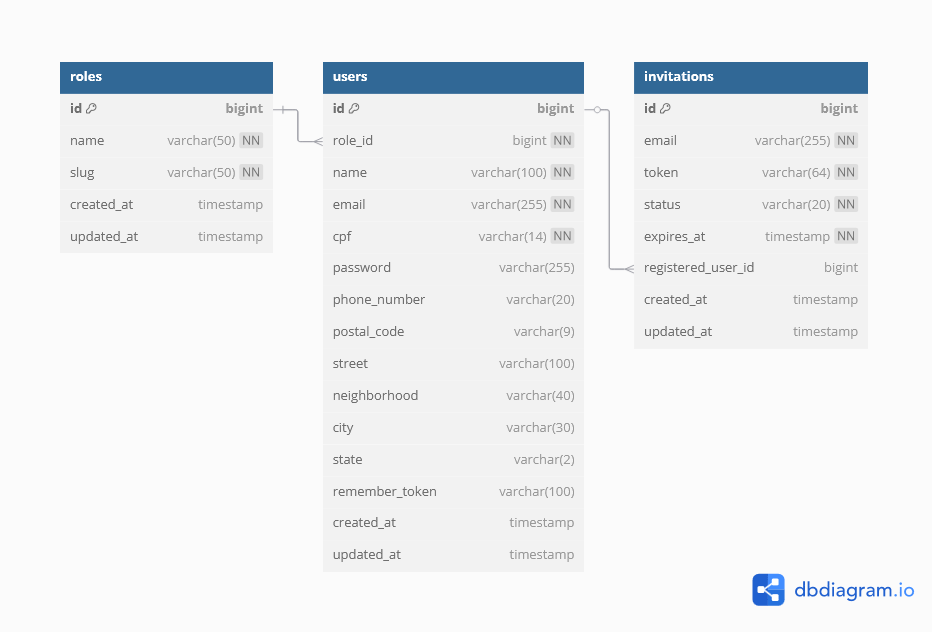 roles
id bigint
name varchar(50) NN
slug varchar(50) NN
created_at timestamp
updated_at timestamp
users
id bigint
role_id bigint NN
name varchar(100) NN
email varchar(255) NN
cpf varchar(14) NN
password varchar(255)
phone_number varchar(20)
postal_code varchar(9)
street varchar(100)
neighborhood varchar(40)
city varchar(30)
state varchar(2)
remember_token varchar(100)
created_at timestamp
updated_at timestamp
invitations
id bigint
email varchar(255) NN
token varchar(64) NN
status varchar(20) NN
expires_at timestamp NN
registered_user_id bigint
created_at timestamp
updated_at timestamp
dbdiagram.io